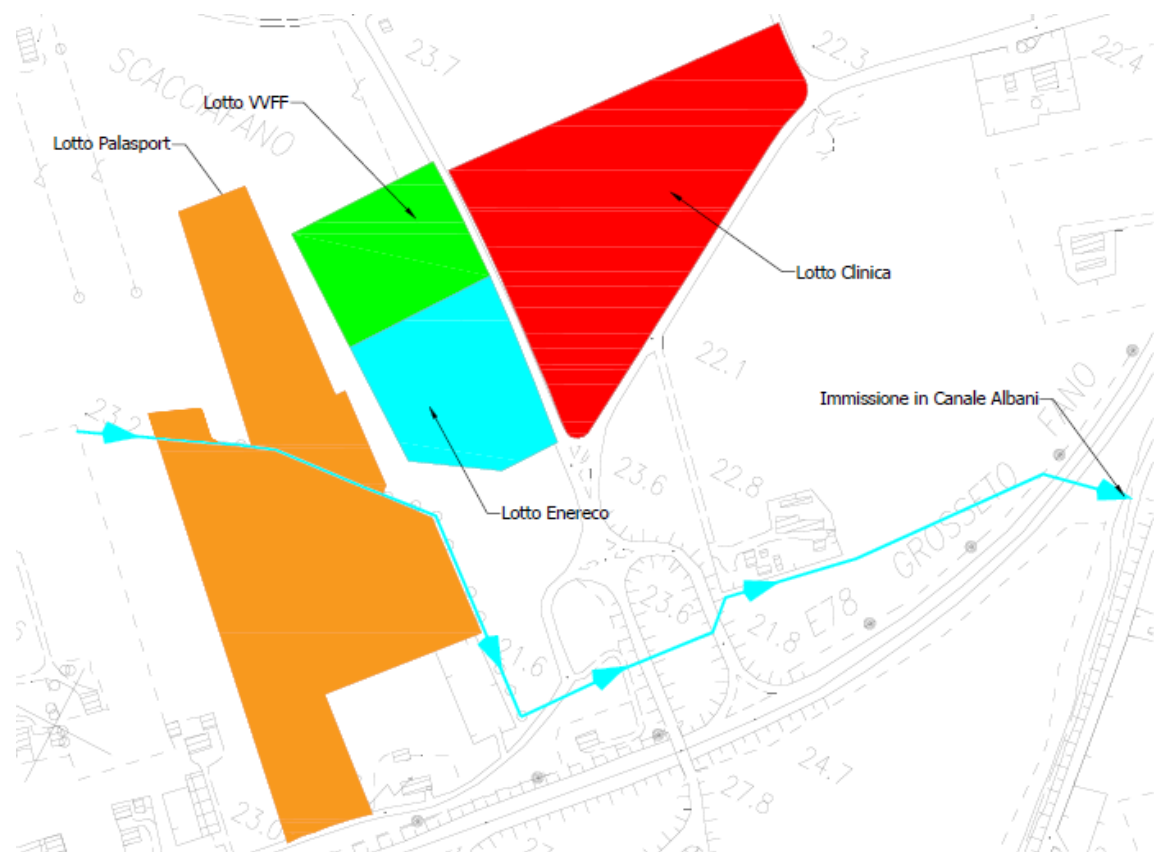 22.3
22.4
23.7
SCACCIAFANO
Lotto VVFF
Lotto Palasport
Lotto Clinica
22.1
Immissione in Canale Albani
FANO
23.2
23.6
22.8
GROSSETO
Lotto Enereco
23.6
21.8
E78
21.6
24.7
27.8
23.0